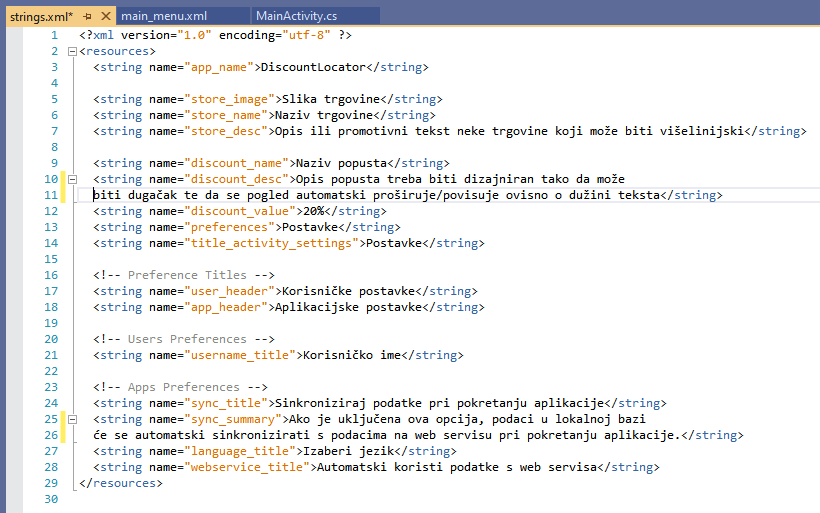 strings.xml* main_menu.xml MainActivity.cs
1 <?xml version="1.0" encoding="utf-8" ?>
2 <resources>
3 <string name="app_name">DiscountLocator</string>
4
5 <string name="store_image">Slika trgovine</string>
6 <string name="store_name">Naziv trgovine</string>
7 <string name="store_desc">Opis ili promotivni tekst neke trgovine koji može biti višelinijski</string>
8
9 <string name="discount_name">Naziv popusta</string>
10 <string name="discount_desc">Opis popusta treba biti dizajniran tako da može
11 biti dugačak te da se pogled automatski proširuje/povisuje ovisno o dužini teksta</string>
12 <string name="discount_value">20%</string>
13 <string name="preferences">Postavke</string>
14 <string name="title_activity_settings">Postavke</string>
15
16 <!-- Preference Titles -->
17 <string name="user_header">Korisničke postavke</string>
18 <string name="app_header">Aplikacijske postavke</string>
19
20 <!-- Users Preferences -->
21 <string name="username_title">Korisničko ime</string>
22
23 <!-- Apps Preferences -->
24 <string name="sync_title">Sinkroniziraj podatke pri pokretanju aplikacije</string>
25 <string name="sync_summary">Ako je uključena ova opcija, podaci u lokalnoj bazi
26 će se automatski sinkronizirati s podacima na web servisu pri pokretanju aplikacije.</string>
27 <string name="language_title">Izaberi jezik</string>
28 <string name="webservice_title">Automatski koristi podatke s web servisa</string>
29 </resources>
30